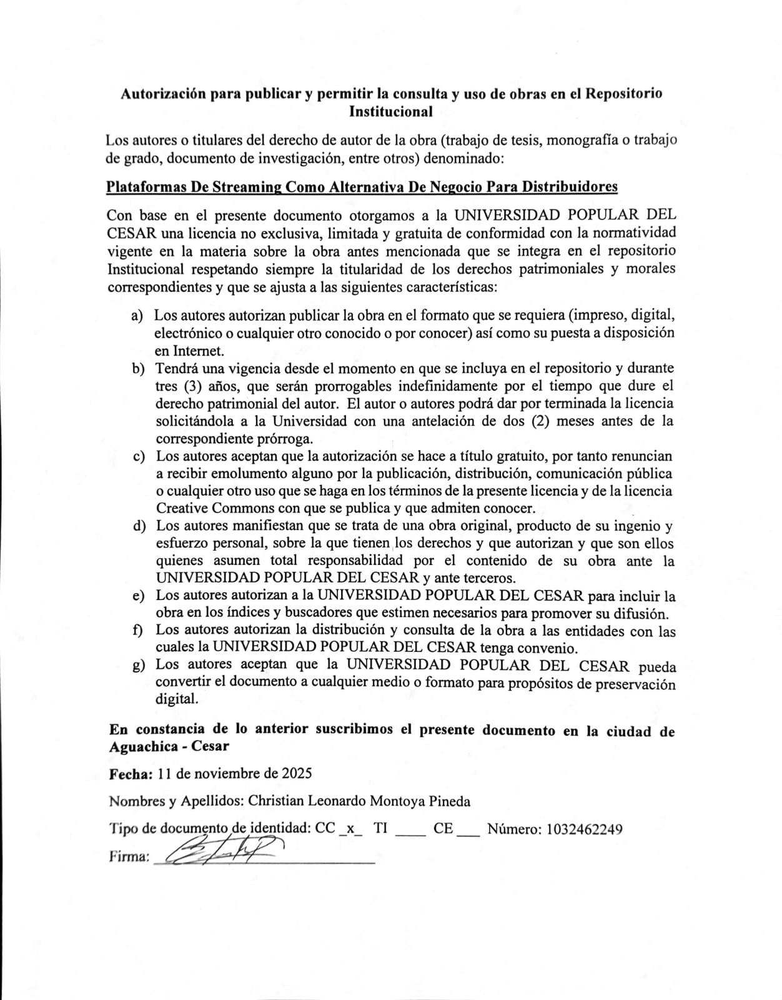 Autorización para publicar y permitir la consulta y uso de obras en el Repositorio
Institucional
Los autores o titulares del derecho de autor de la obra (trabajo de tesis, monografía o trabajo
de grado, documento de investigación, entre otros) denominado:
Plataformas De Streaming Como Alternativa De Negocio Para Distribuidores
Con base en el presente documento otorgamos a la UNIVERSIDAD POPULAR DEL
CESAR una licencia no exclusiva, limitada y gratuita de conformidad con la normatividad
vigente en la materia sobre la obra antes mencionada que se integra en el repositorio
Institucional respetando siempre la titularidad de los derechos patrimoniales y morales
correspondientes y que se ajusta a las siguientes características:
a) Los autores autorizan publicar la obra en el formato que se requiera (impreso, digital,
electrónico o cualquier otro conocido o por conocer) así como su puesta a disposición
en Internet.
b) Tendrá una vigencia desde el momento en que se incluya en el repositorio y durante
tres (3) años, que serán prorrogables indefinidamente por el tiempo que dure el
derecho patrimonial del autor. El autor o autores podrá dar por terminada la licencia
solicitándola a la Universidad con una antelación de dos (2) meses antes de la
correspondiente prórroga.
c) Los autores aceptan que la autorización se hace a título gratuito, por tanto renuncian
a recibir emolumento alguno por la publicación, distribución, comunicación pública
o cualquier otro uso que se haga en los términos de la presente licencia y de la licencia
Creative Commons con que se publica y que admiten conocer.
d) Los autores manifiestan que se trata de una obra original, producto de su ingenio y
esfuerzo personal, sobre la que tienen los derechos y que autorizan y que son ellos
quienes asumen total responsabilidad por el contenido de su obra ante la
UNIVERSIDAD POPULAR DEL CESAR y ante terceros.
e) Los autores autorizan a la UNIVERSIDAD POPULAR DEL CESAR para incluir la
obra en los índices y buscadores que estimen necesarios para promover su difusión.
f) Los autores autorizan la distribución y consulta de la obra a las entidades con las
cuales la UNIVERSIDAD POPULAR DEL CESAR tenga convenio.
g) Los autores aceptan que la UNIVERSIDAD POPULAR DEL CESAR pueda
convertir el documento a cualquier medio o formato para propósitos de preservación
digital.
En constancia de lo anterior suscribimos el presente documento en la ciudad de
Aguachica - Cesar
Fecha: 11 de noviembre de 2025
Nombres y Apellidos: Christian Leonardo Montoya Pineda
Tipo de documento de identidad: CC _x_ TI ____ CE ___ Número: 1032462249
Firma: